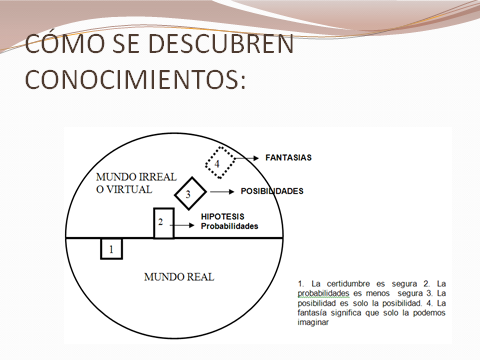 CÓMO SE DESCUBREN
CONOCIMIENTOS:
4
FANTASIAS
MUNDO IRREAL
O VIRTUAL
3
POSIBILIDADES
2
HIPOTESIS
Probabilidades
1
MUNDO REAL
1. La certidumbre es segura 2. La
probabilidades es menos segura 3. La
posibilidad es solo la posibilidad. 4. La
fantasía significa que solo la podemos
imaginar